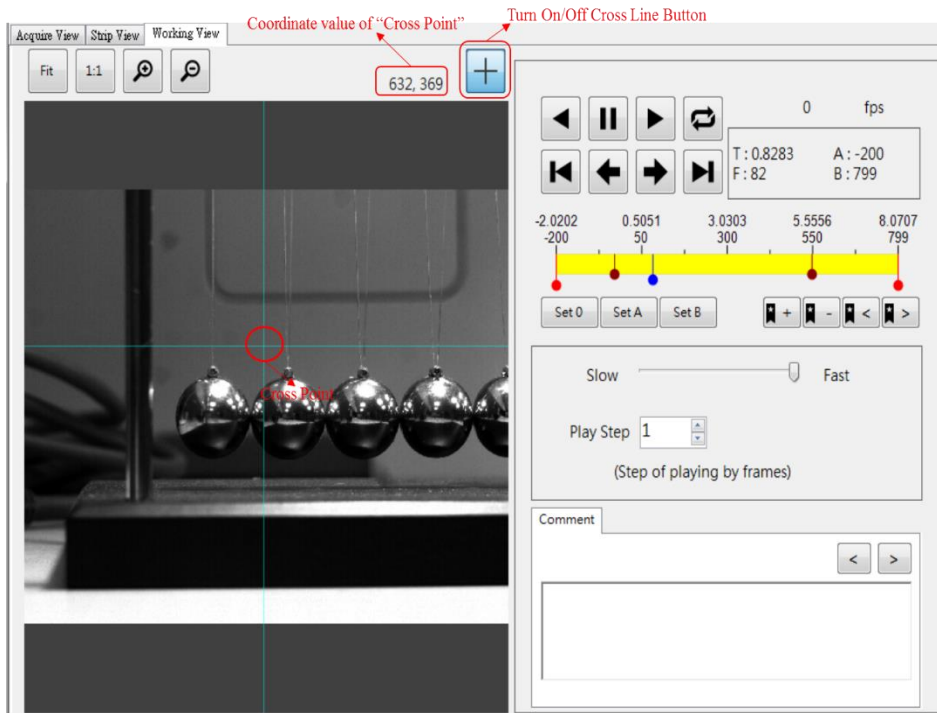 Coordinate value of “Cross Point”
Turn On/Off Cross Line Button
Acquire View Strip View Working View
Fit 1:1 632, 369
0 fps
T : 0.8283 A : -200
F : 82 B : 799
-2.0202 0.5051 3.0303 5.5556 8.0707
-200 50 300 550 799
Set 0 Set A Set B + - < >
Cross Point
Slow Fast
Play Step 1
(Step of playing by frames)
Comment
< >